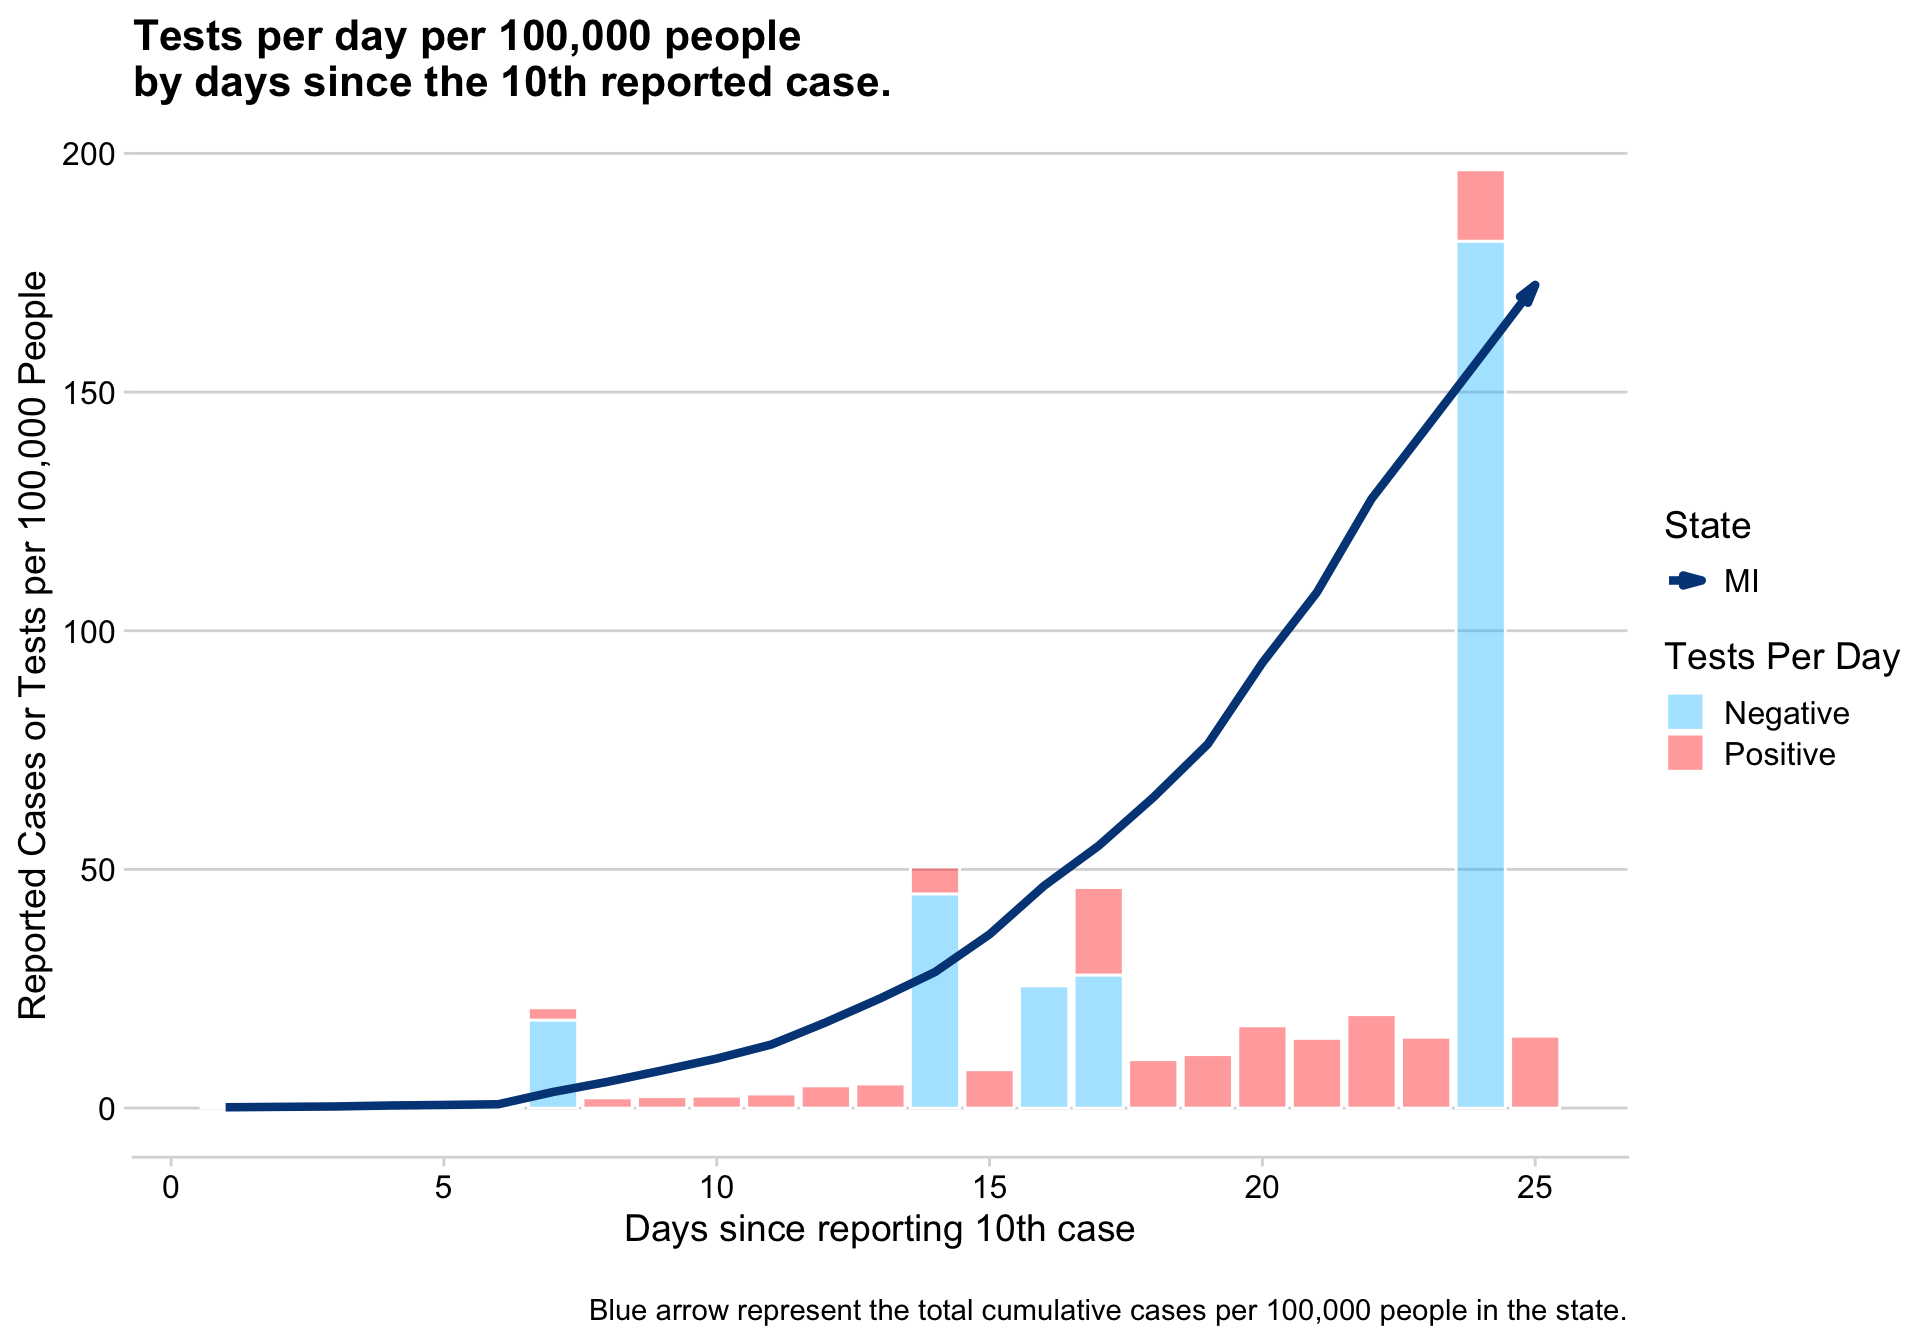 Tests per day per 100,000 people
by days since the 10th reported case.
Reported Cases or Tests per 100,000 People
200
150
100
50
0
0
5
10
15
20
25
Days since reporting 10th case
State
MI
Tests Per Day
Negative
Positive
Blue arrow represent the total cumulative cases per 100,000 people in the state.